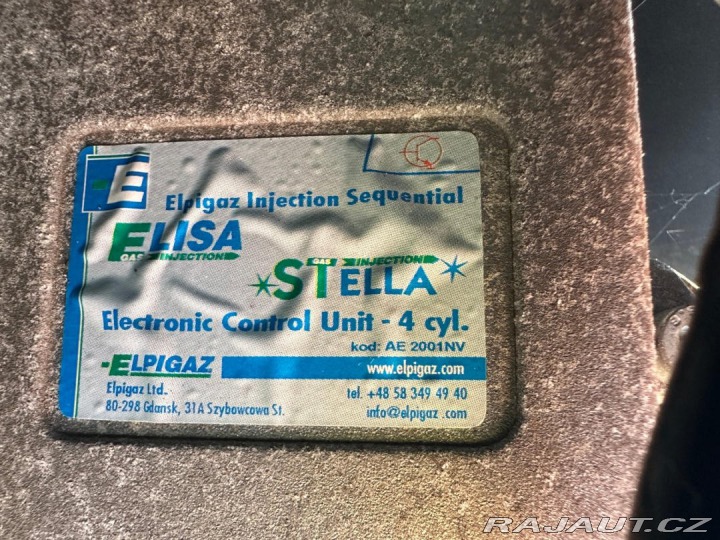 E
Elpigaz Injection Sequential
ELISA
GAS INJECTION
GAS INJECTION
STELLA
Electronic Control Unit - 4 cyl.
kod: AE 2001NV
ELPIGAZ
www.elpigaz.com
Elpigaz Ltd.
tel. +48 58 349 49 40
80-298 Gdansk, 31A Szybowcowa St.
info@elpigaz .com
RAJAUT.CZ